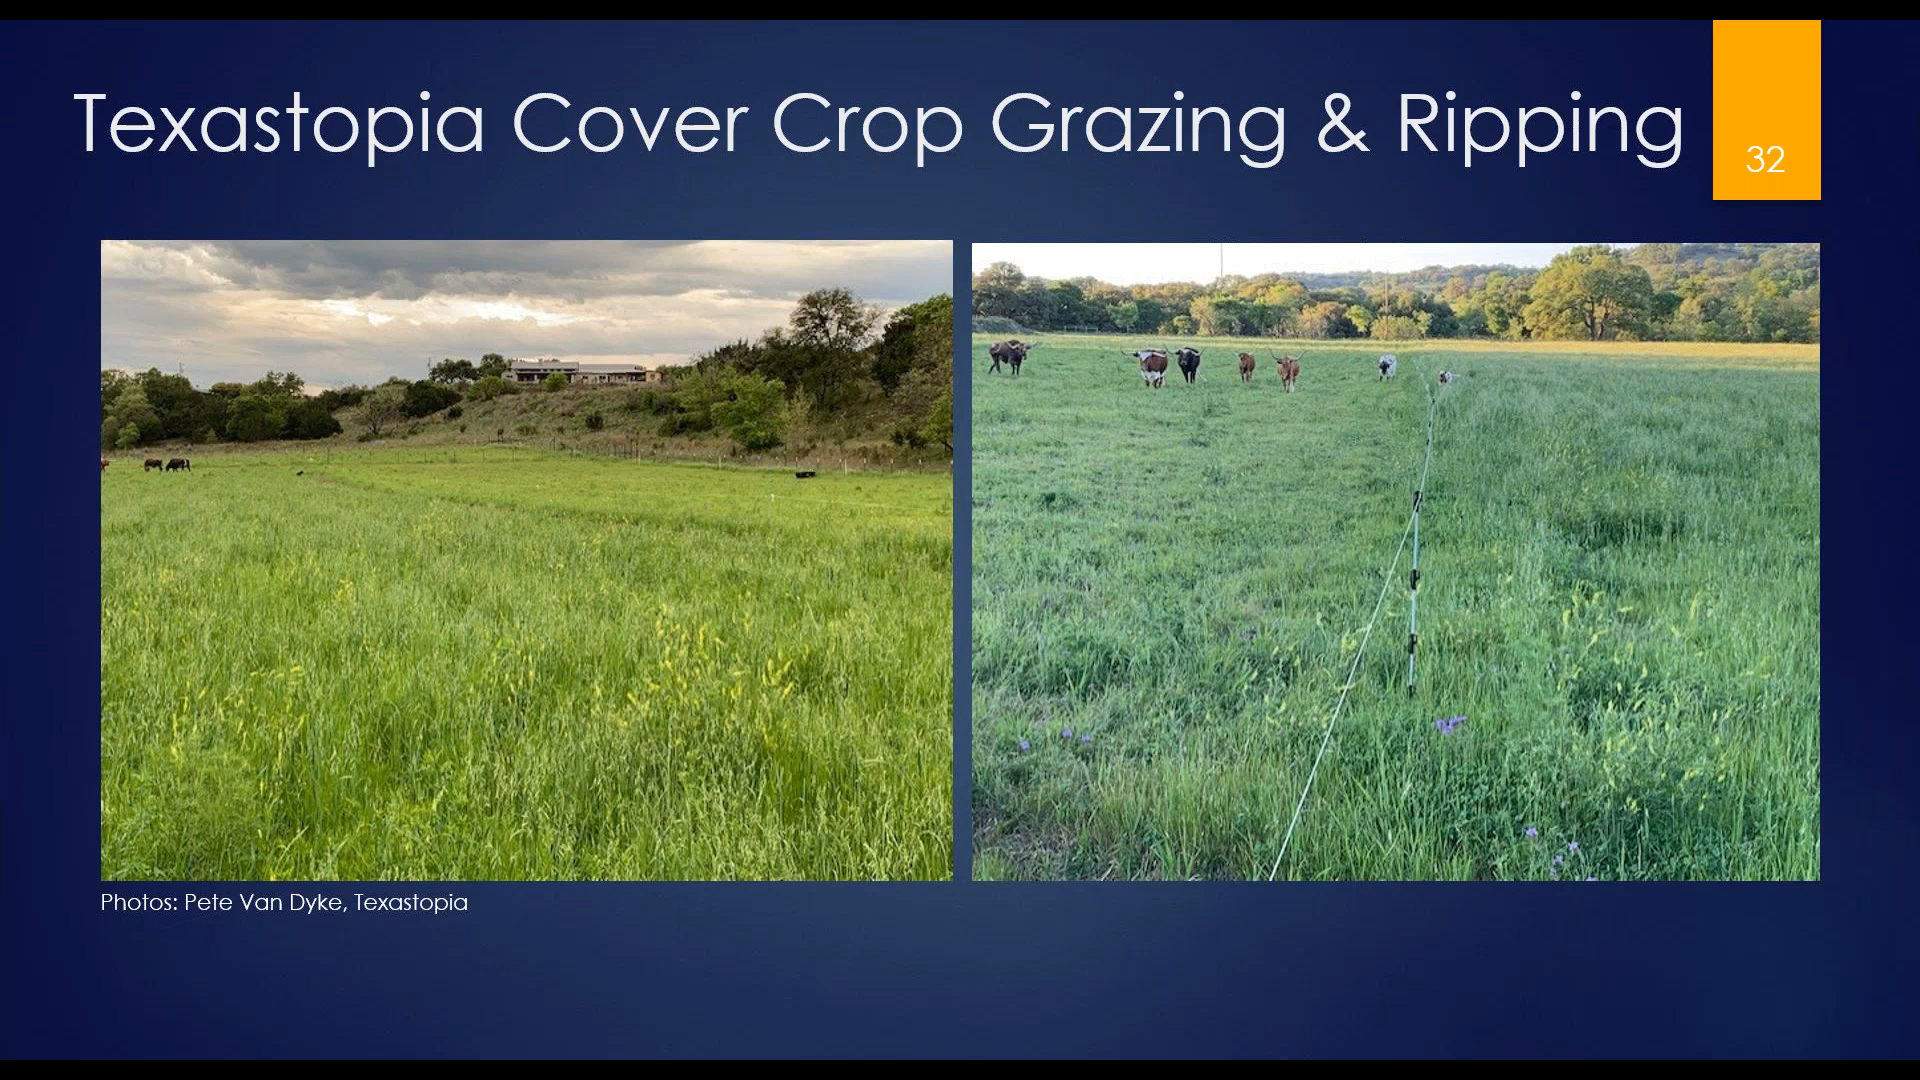 Texastopia Cover Crop Grazing & Ripping
32
Photos: Pete Van Dyke, Texastopia